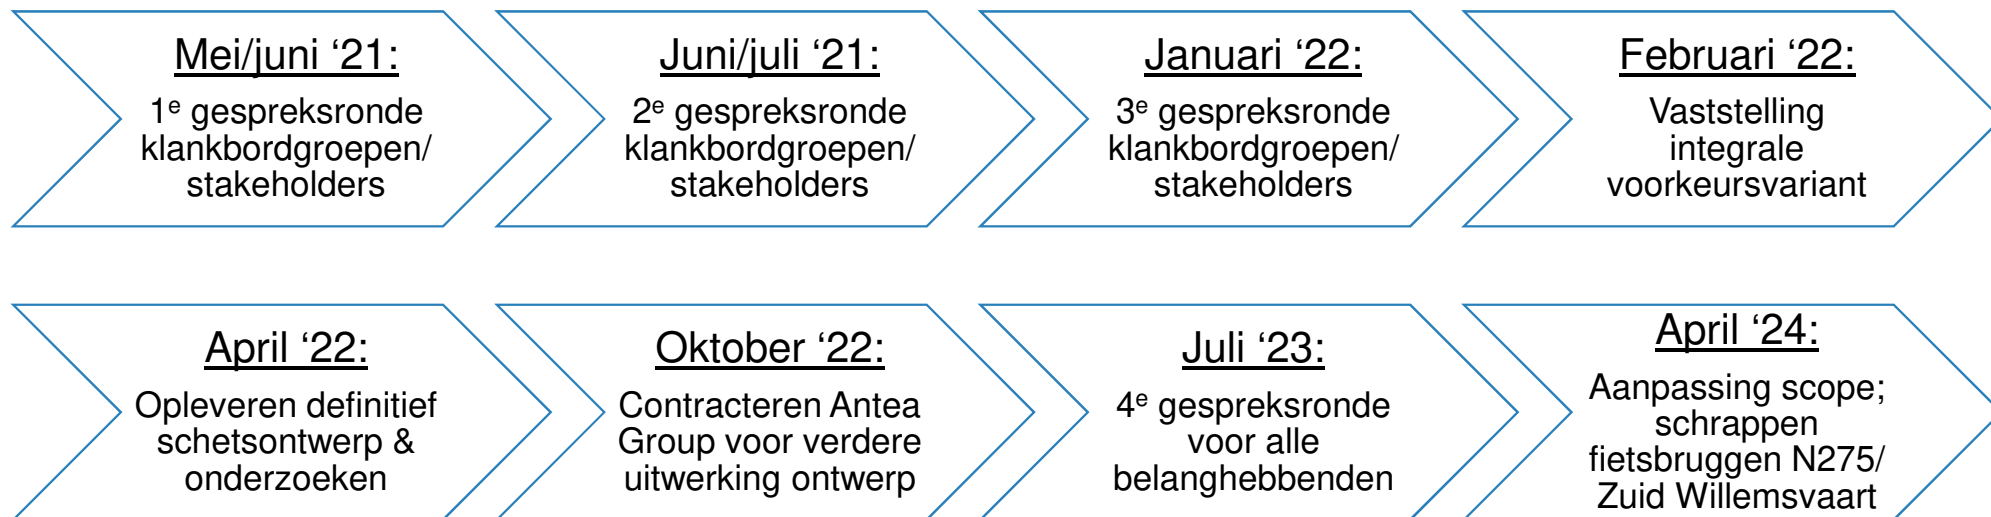 Mei/juni ‘21:
1e gespreksronde
klankbordgroepen/
stakeholders
Juni/juli ‘21:
2e gespreksronde
klankbordgroepen/
stakeholders
Januari ‘22:
3e gespreksronde
klankbordgroepen/
stakeholders
Februari ‘22:
Vaststelling
integrale
voorkeursvariant
April ‘22:
Opleveren definitief
schetsontwerp &
onderzoeken
Oktober ‘22:
Contracteren Antea
Group voor verdere
uitwerking ontwerp
Juli ‘23:
4e gespreksronde
voor alle
belanghebbenden
April ‘24:
Aanpassing scope;
schrappen
fietsbruggen N275/
Zuid Willemsvaart